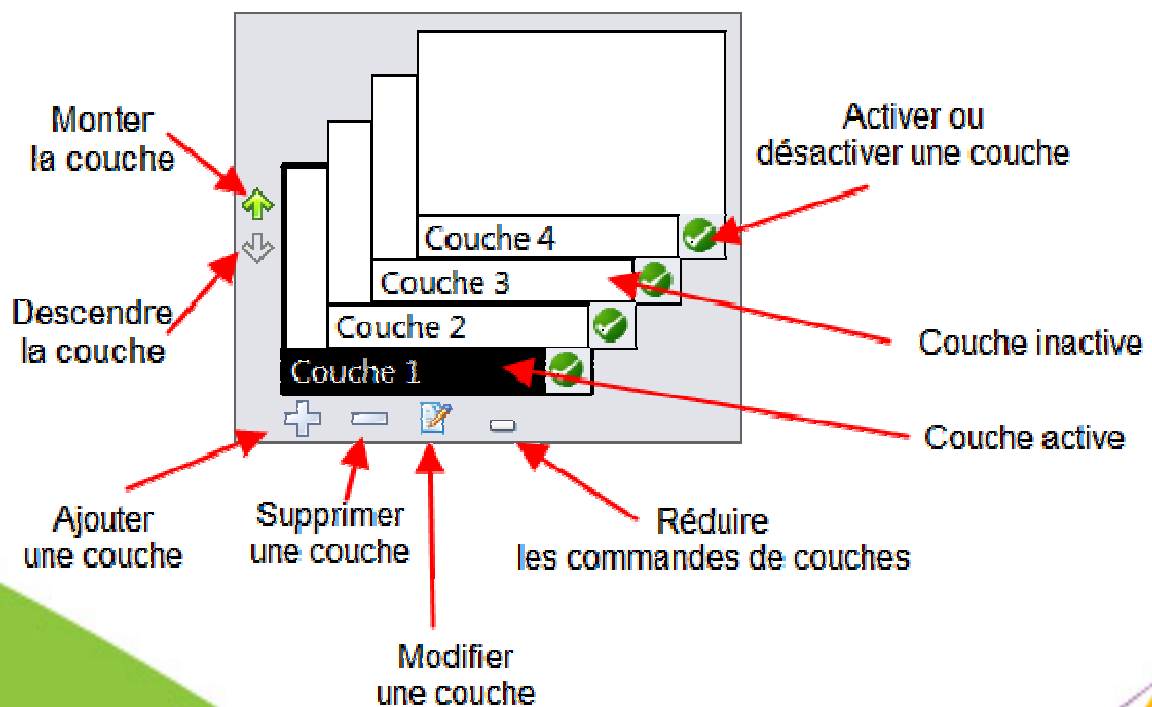 Monter
la couche
Activer ou
désactiver une couche
Couche 4
Couche 3
Descendre
la couche
Couche 2
Couche inactive
Couche 1
Couche active
Ajouter
une couche
Supprimer
une couche
Réduire
les commandes de couches
Modifier
une couche